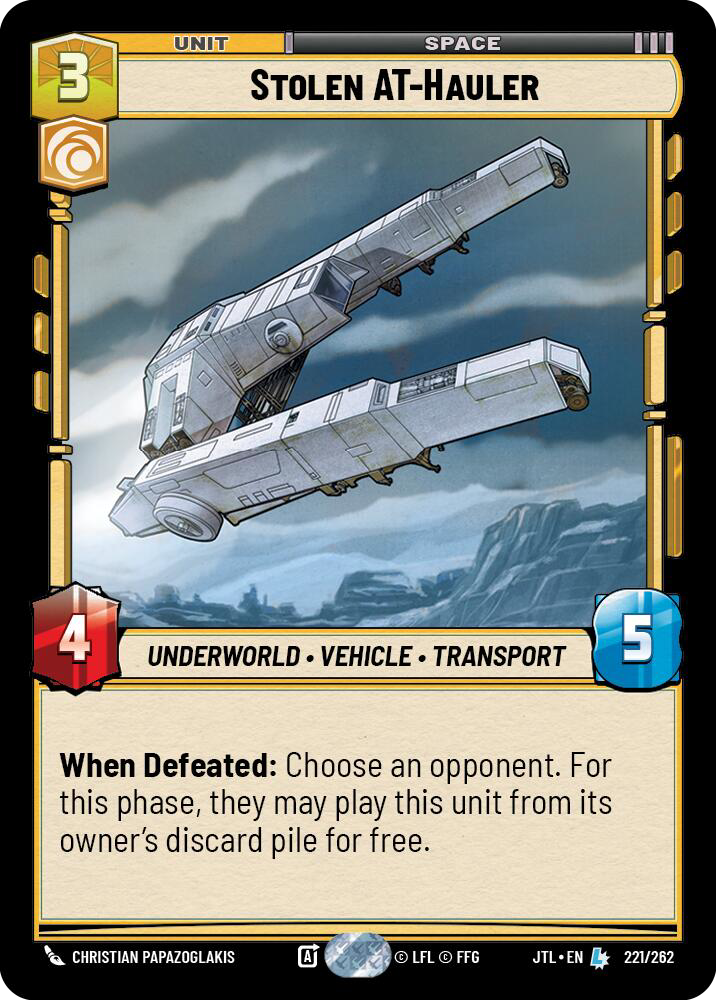 UNIT
SPACE
3
STOLEN AT-HAULER
4
UNDERWORLD • VEHICLE • TRANSPORT
5
When Defeated: Choose an opponent. For
this phase, they may play this unit from its
owner's discard pile for free.
CHRISTIAN PAPAZOGLAKIS
A
© LFL © FFG
JTL • EN
L
221/262